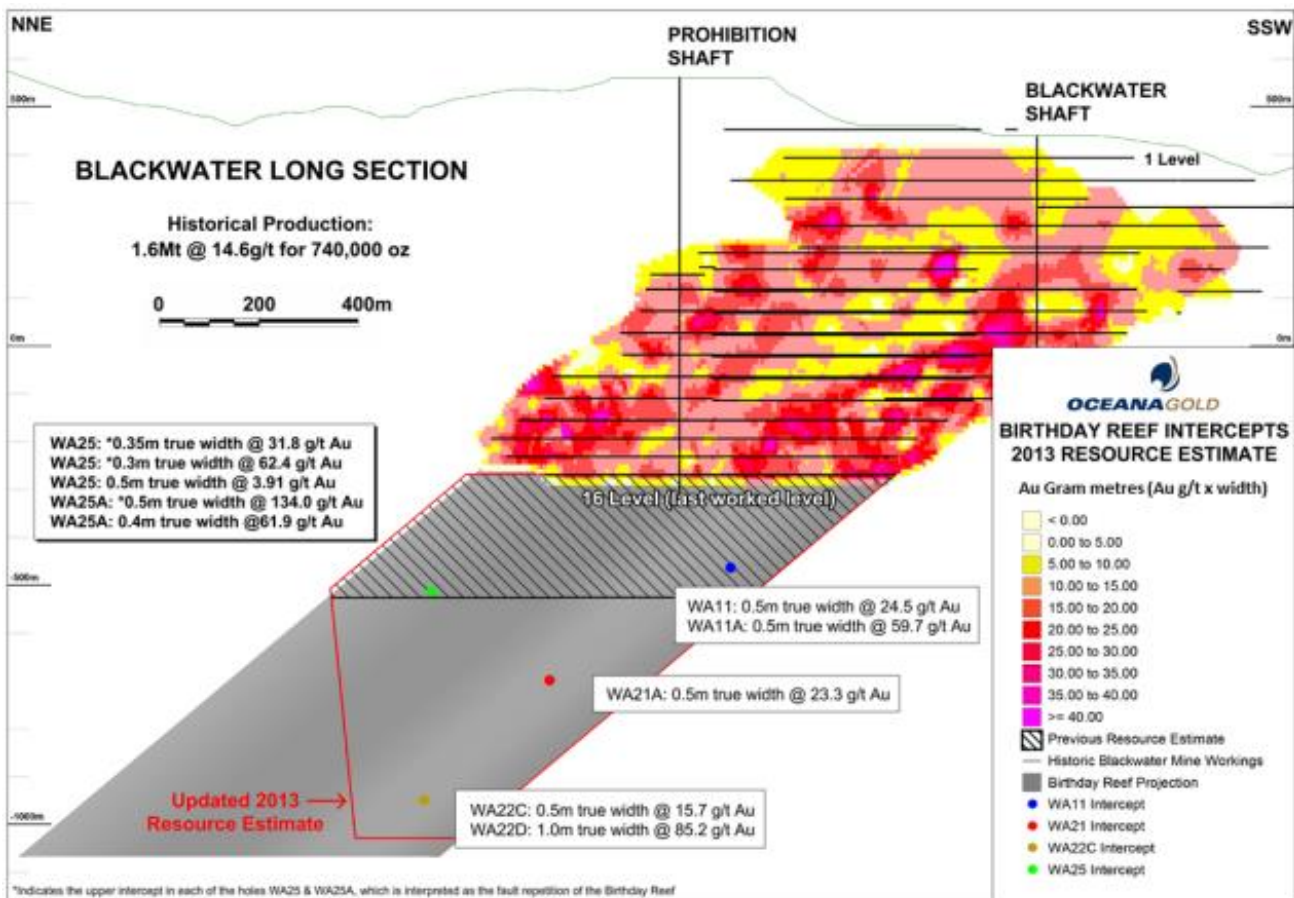 NNE
SSW
PROHIBITION
SHAFT
BLACKWATER
SHAFT
500m
500m
1 Level
BLACKWATER LONG SECTION
Historical Production:
1.6Mt @ 14.6g/t for 740,000 oz
0 200 400m
0m
0m
WA25: *0.35m true width @ 31.8 g/t Au
WA25: *0.3m true width @ 62.4 g/t Au
WA25: 0.5m true width @ 3.91 g/t Au
WA25A: *0.5m true width @ 134.0 g/t Au
WA25A: 0.4m true width @61.9 g/t Au
16 Level (last worked level)
-500m
WA11: 0.5m true width @ 24.5 g/t Au
WA11A: 0.5m true width @ 59.7 g/t Au
WA21A: 0.5m true width @ 23.3 g/t Au
Updated 2013
Resource Estimate
WA22C: 0.5m true width @ 15.7 g/t Au
WA22D: 1.0m true width @ 85.2 g/t Au
-1000m
*Indicates the upper intercept in each of the holes WA25 & WA25A, which is interpreted as the fault repetition of the Birthday Reef
OCEANAGOLD
BIRTHDAY REEF INTERCEPTS
2013 RESOURCE ESTIMATE
Au Gram metres (Au g/t x width)
< 0.00
0.00 to 5.00
5.00 to 10.00
10.00 to 15.00
15.00 to 20.00
20.00 to 25.00
25.00 to 30.00
30.00 to 35.00
35.00 to 40.00
>= 40.00
Previous Resource Estimate
Historic Blackwater Mine Workings
Birthday Reef Projection
WA11 Intercept
WA21 Intercept
WA22C Intercept
WA25 Intercept